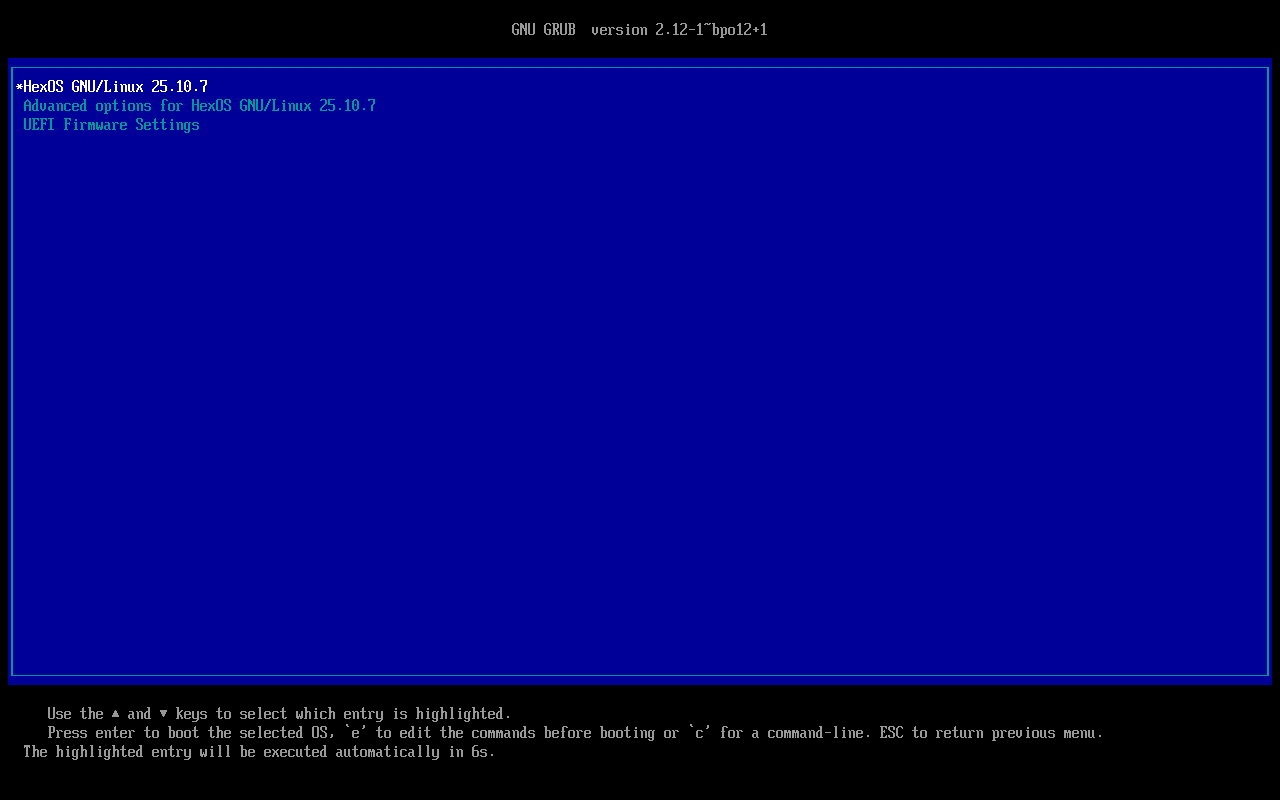 GNU GRUB  version 2.12-1~bpo12+1
*HexOS GNU/Linux 25.10.7
Advanced options for HexOS GNU/Linux 25.10.7
UEFI Firmware Settings
Use the ▲ and ▼ keys to select which entry is highlighted.
Press enter to boot the selected OS, `e' to edit the commands before booting or `c' for a command-line. ESC to return previous menu.
The highlighted entry will be executed automatically in 6s.